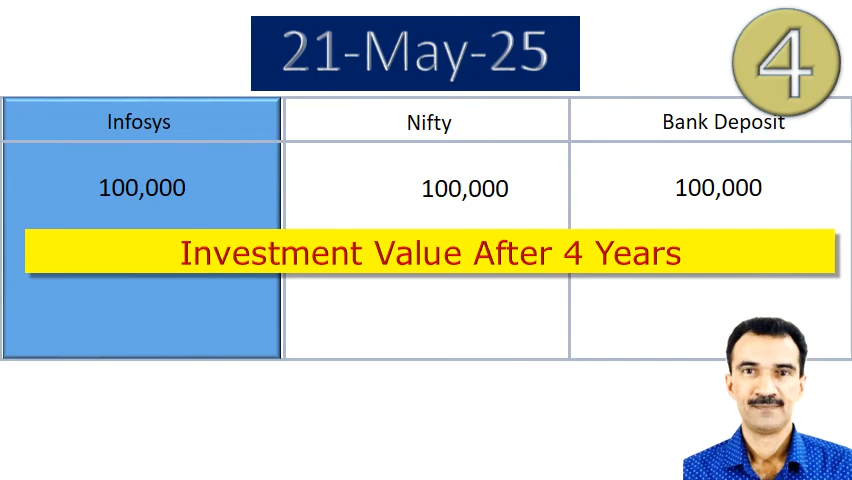 21-May-25
4
Infosys
Nifty
Bank Deposit
100,000
100,000
100,000
Investment Value After 4 Years